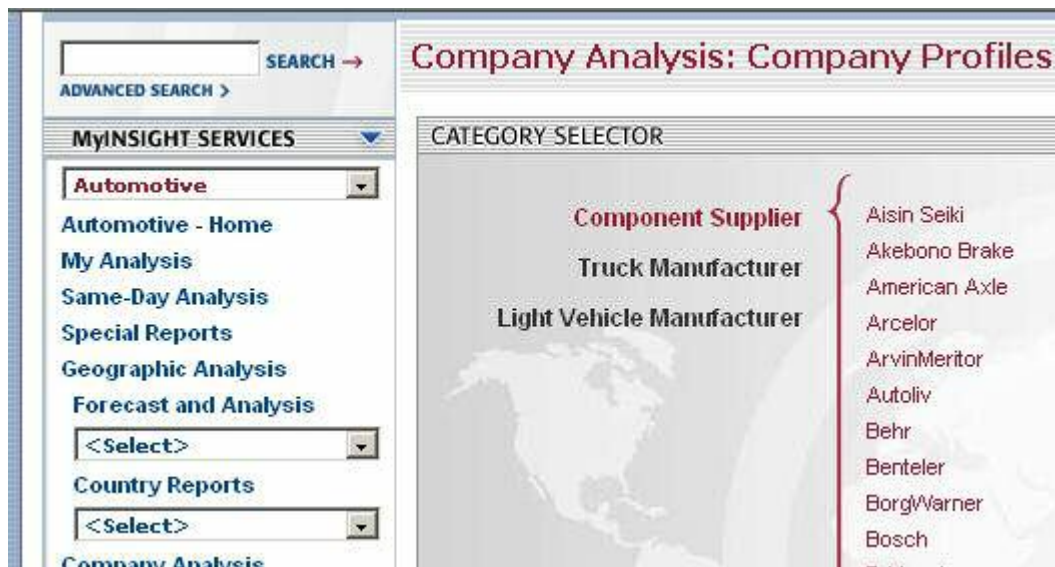 SEARCH →
ADVANCED SEARCH >
MyINSIGHT SERVICES
Automotive
Automotive - Home
My Analysis
Same-Day Analysis
Special Reports
Geographic Analysis
Forecast and Analysis
<Select>
Country Reports
<Select>
Company Analysis
Company Analysis: Company Profiles
CATEGORY SELECTOR
Component Supplier
Truck Manufacturer
Light Vehicle Manufacturer
Aisin Seiki
Akebono Brake
American Axle
Arcelor
ArvinMeritor
Autoliv
Behr
Benteler
BorgWarner
Bosch